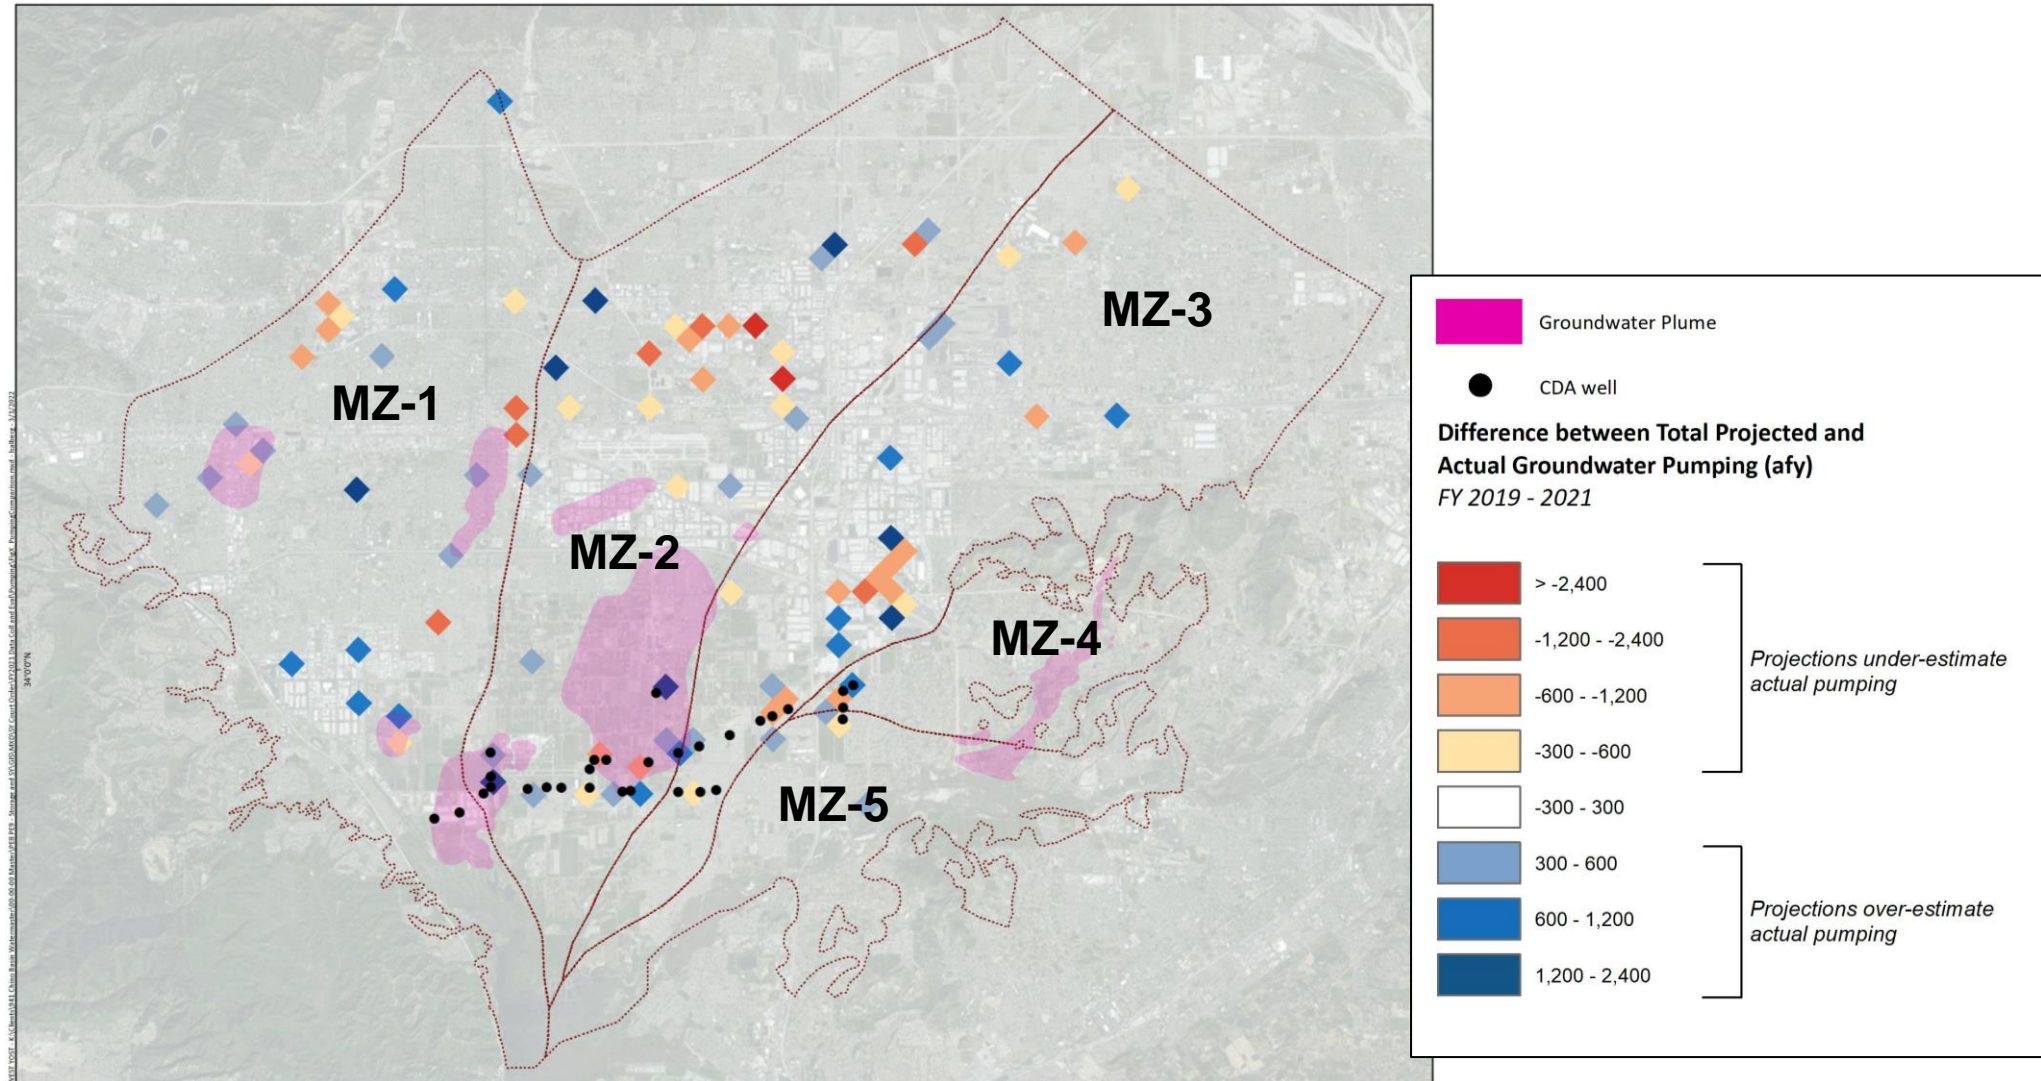 MZ-1
MZ-2
MZ-3
MZ-4
MZ-5
34°0'0"N
Groundwater Plume
CDA well
Difference between Total Projected and
Actual Groundwater Pumping (afy)
FY 2019 - 2021
> -2,400
-1,200 - -2,400
-600 - -1,200
-300 - -600
-300 - 300
300 - 600
600 - 1,200
1,200 - 2,400
Projections under-estimate
actual pumping
Projections over-estimate
actual pumping